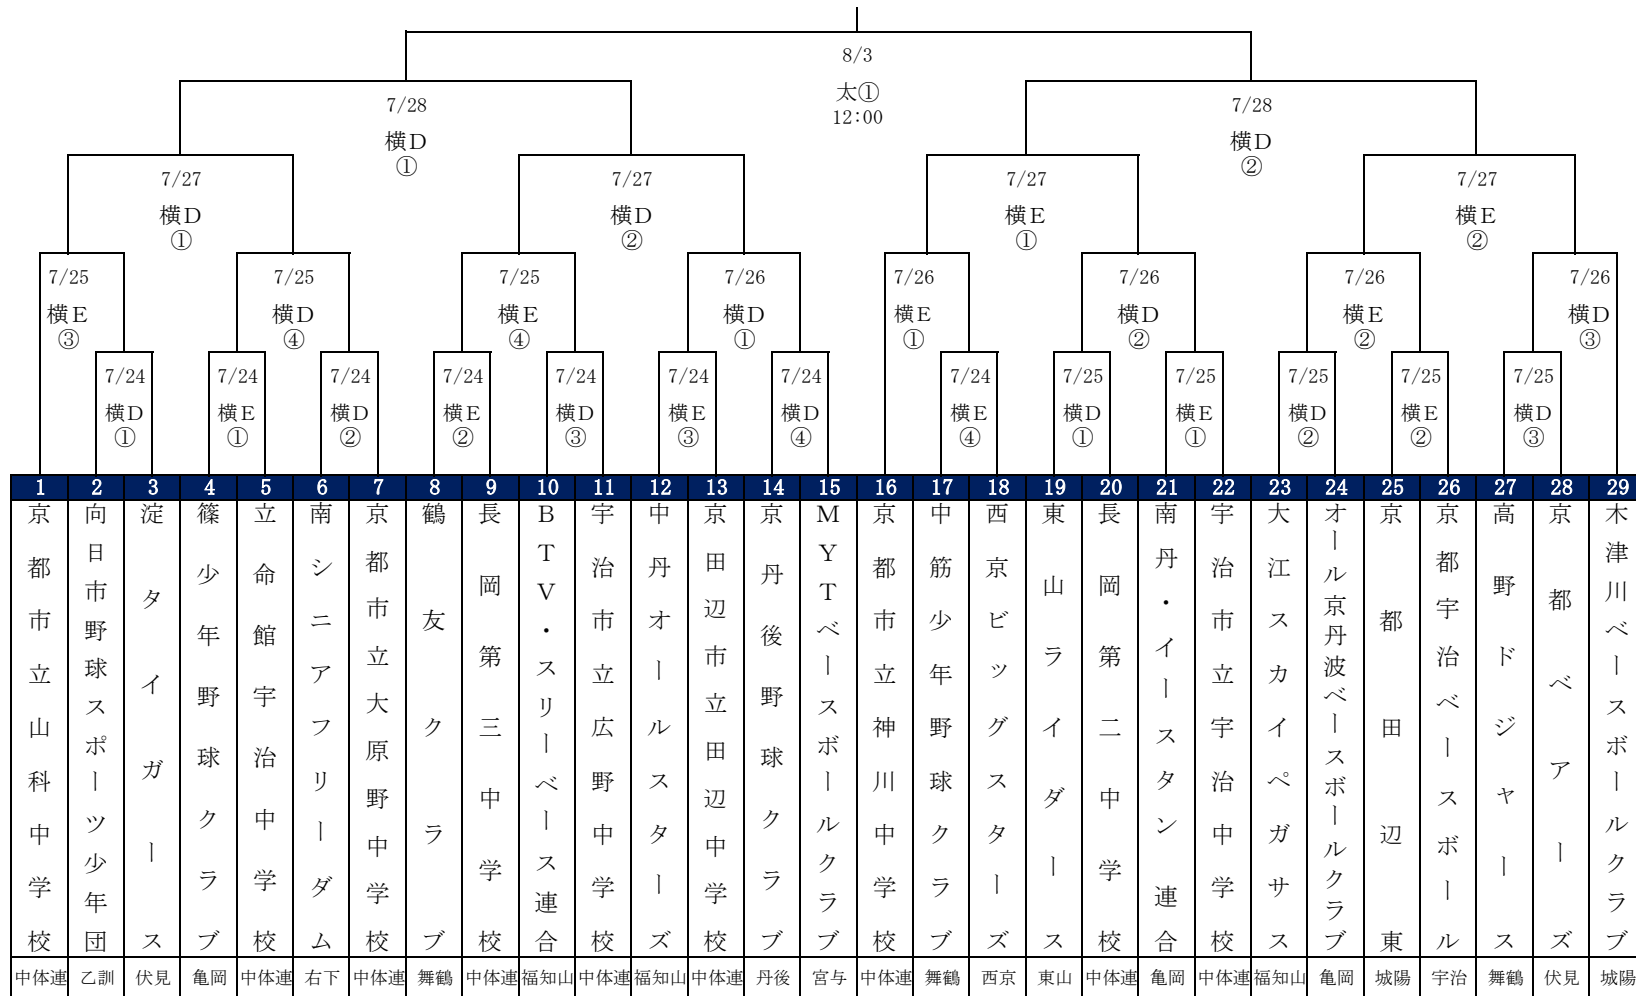 8/3
太①
12:00
7/28
横D
①
7/28
横D
②
7/27
横D
①
7/27
横D
②
7/27
横E
①
7/27
横E
②
7/25
横E
③
7/25
横D
④
7/25
横E
④
7/26
横D
①
7/26
横E
①
7/26
横D
②
7/26
横E
②
7/26
横D
③
7/24
横D
①
7/24
横E
①
7/24
横D
②
7/24
横E
②
7/24
横D
③
7/24
横E
③
7/24
横D
④
7/24
横E
④
7/25
横D
①
7/25
横E
①
7/25
横D
②
7/25
横E
②
7/25
横D
③
1 2 3 4 5 6 7 8 9 10 11 12 13 14 15 16 17 18 19 20 21 22 23 24 25 26 27 28 29
京都市立山科中学校
向日市野球スポーツ少年団
淀タイガース
篠少年野球クラブ
立命館宇治中学校
南シニアフリーダム
京都市立大原野中学校
鶴友クラブ
長岡第三中学校
BTV・スリーベース連合
宇治市立広野中学校
中丹オールスターズ
京田辺市立田辺中学校
京丹後野球クラブ
MYTベースボールクラブ
京都市立神川中学校
中筋少年野球クラブ
西京ビッグスターズ
東山ライダース
長岡第二中学校
南丹・イースタン連合
宇治市立宇治中学校
大江スカイペガサス
オール京丹波ベースボールクラブ
京都田辺東
京都宇治ベースボール
高野ドジャース
京都ベアーズ
木津川ベースボールクラブ
中体連 乙訓 伏見 亀岡 中体連 右下 中体連 舞鶴 中体連 福知山 中体連 福知山 中体連 丹後 宮与 中体連 舞鶴 西京 東山 中体連 亀岡 中体連 福知山 亀岡 城陽 宇治 舞鶴 伏見 城陽